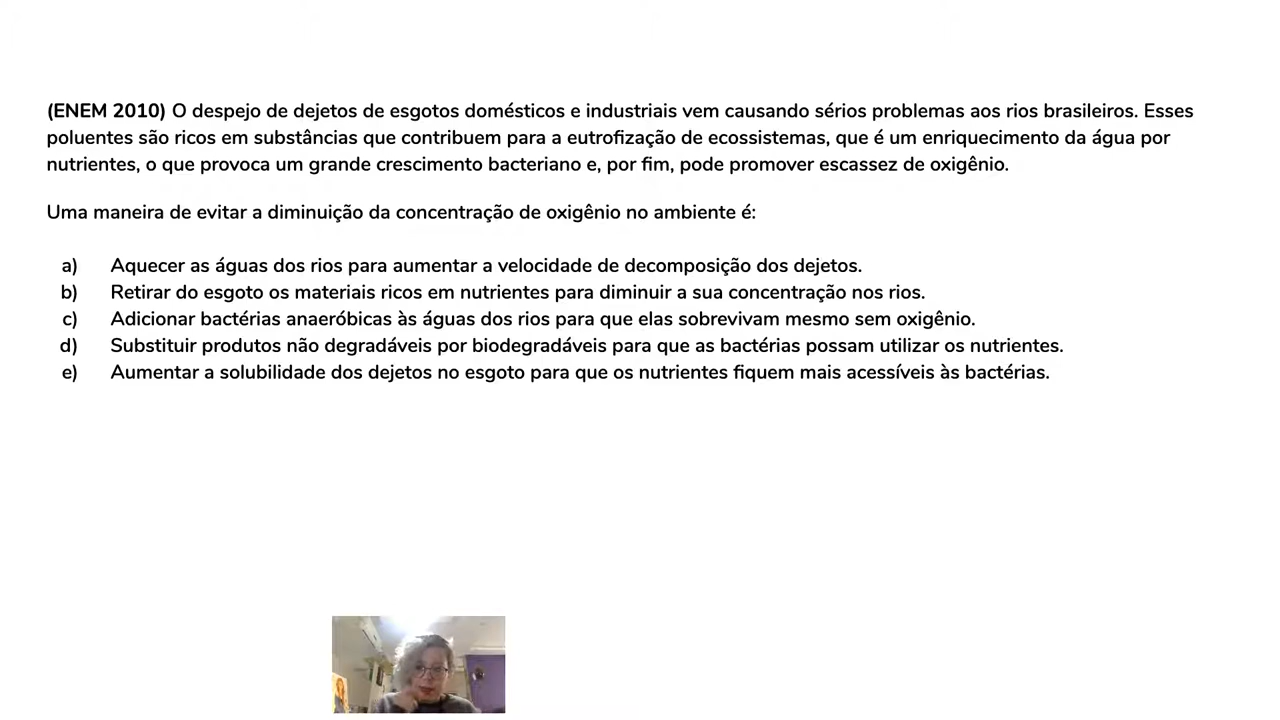 (ENEM 2010) O despejo de dejetos de esgotos domésticos e industriais vem causando sérios problemas aos rios brasileiros. Esses
poluentes são ricos em substâncias que contribuem para a eutrofização de ecossistemas, que é um enriquecimento da água por
nutrientes, o que provoca um grande crescimento bacteriano e, por fim, pode promover escassez de oxigênio.
Uma maneira de evitar a diminuição da concentração de oxigênio no ambiente é:
a) Aquecer as águas dos rios para aumentar a velocidade de decomposição dos dejetos.
b) Retirar do esgoto os materiais ricos em nutrientes para diminuir a sua concentração nos rios.
c) Adicionar bactérias anaeróbicas às águas dos rios para que elas sobrevivam mesmo sem oxigênio.
d) Substituir produtos não degradáveis por biodegradáveis para que as bactérias possam utilizar os nutrientes.
e) Aumentar a solubilidade dos dejetos no esgoto para que os nutrientes fiquem mais acessíveis às bactérias.